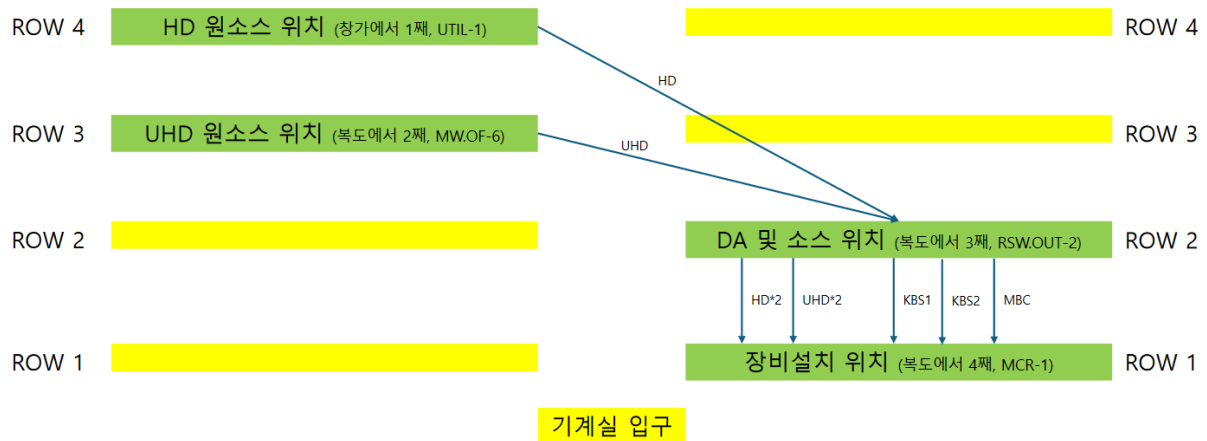 ROW 4
HD 원소스 위치 (창가에서 1째, UTIL-1)
ROW 4
HD
ROW 3
UHD 원소스 위치 (복도에서 2째, MW.OF-6)
ROW 3
UHD
ROW 2
DA 및 소스 위치 (복도에서 3째, RSW.OUT-2)
ROW 2
HD*2
UHD*2
KBS1
KBS2
MBC
ROW 1
장비설치 위치 (복도에서 4째, MCR-1)
ROW 1
기계실 입구